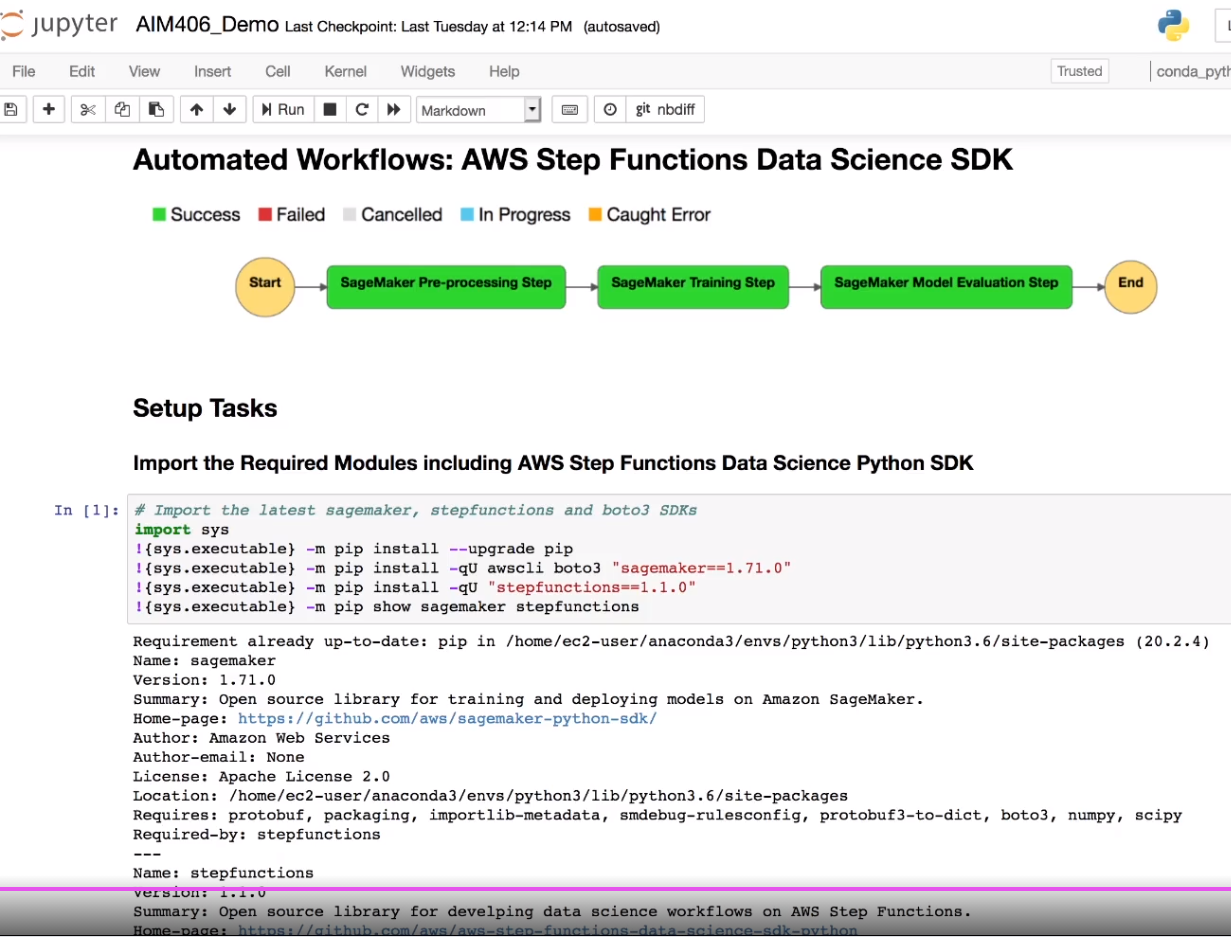 jupyter AIM406_Demo Last Checkpoint: Last Tuesday at 12:14 PM (autosaved)
File Edit View Insert Cell Kernel Widgets Help Trusted conda_pyth
Run Markdown git nbdiff
Automated Workflows: AWS Step Functions Data Science SDK
Success Failed Cancelled In Progress Caught Error
Start SageMaker Pre-processing Step SageMaker Training Step SageMaker Model Evaluation Step End
Setup Tasks
Import the Required Modules including AWS Step Functions Data Science Python SDK
In [1]: # Import the latest sagemaker, stepfunctions and boto3 SDKs
import sys
!{sys.executable} -m pip install --upgrade pip
!{sys.executable} -m pip install -qU awscli boto3 "sagemaker==1.71.0"
!{sys.executable} -m pip install -qU "stepfunctions==1.1.0"
!{sys.executable} -m pip show sagemaker stepfunctions
Requirement already up-to-date: pip in /home/ec2-user/anaconda3/envs/python3/lib/python3.6/site-packages (20.2.4)
Name: sagemaker
Version: 1.71.0
Summary: Open source library for training and deploying models on Amazon SageMaker.
Home-page: https://github.com/aws/sagemaker-python-sdk/
Author: Amazon Web Services
Author-email: None
License: Apache License 2.0
Location: /home/ec2-user/anaconda3/envs/python3/lib/python3.6/site-packages
Requires: protobuf, packaging, importlib-metadata, smdebug-rulesconfig, protobuf3-to-dict, boto3, numpy, scipy
Required-by: stepfunctions
---
Name: stepfunctions
Version: 1.1.0
Summary: Open source library for develping data science workflows on AWS Step Functions.
Home-page: https://github.com/aws/aws-step-functions-data-science-sdk-python